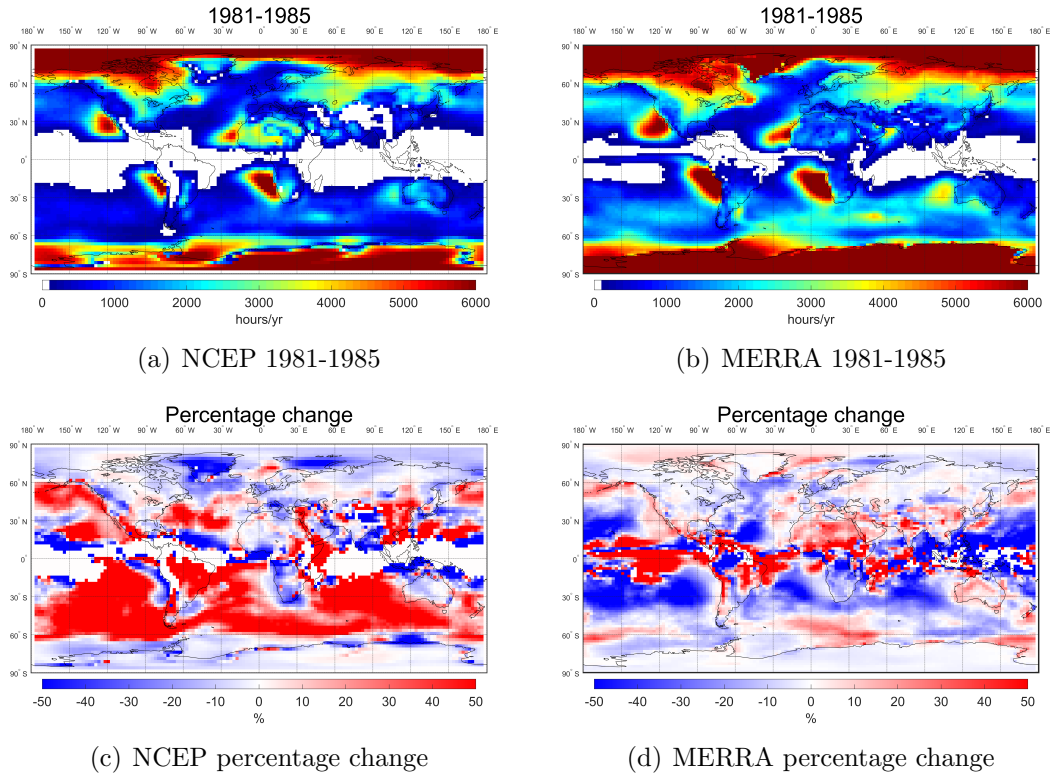 1981-1985
180° W 150° W 120° W 90° W 60° W 30° W 0° 30° E 60° E 90° E 120° E 150° E 180° E
90° N
60° N
30° N
0°
30° S
60° S
90° S
0 1000 2000 3000 4000 5000 6000
hours/yr
(a) NCEP 1981-1985
1981-1985
180° W 150° W 120° W 90° W 60° W 30° W 0° 30° E 60° E 90° E 120° E 150° E 180° E
90° N
60° N
30° N
0°
30° S
60° S
90° S
0 1000 2000 3000 4000 5000 6000
hours/yr
(b) MERRA 1981-1985
Percentage change
180° W 150° W 120° W 90° W 60° W 30° W 0° 30° E 60° E 90° E 120° E 150° E 180° E
90° N
60° N
30° N
0°
30° S
60° S
90° S
-50 -40 -30 -20 -10 0 10 20 30 40 50
%
(c) NCEP percentage change
Percentage change
180° W 150° W 120° W 90° W 60° W 30° W 0° 30° E 60° E 90° E 120° E 150° E 180° E
90° N
60° N
30° N
0°
30° S
60° S
90° S
-50 -40 -30 -20 -10 0 10 20 30 40 50
%
(d) MERRA percentage change